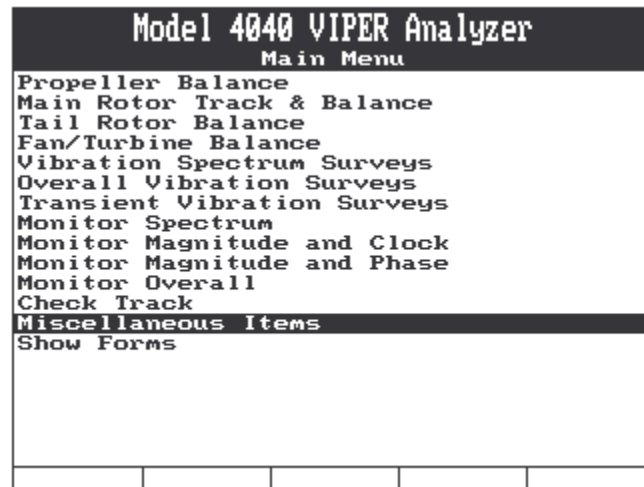 Model 4040 VIPER Analyzer
Main Menu
Propeller Balance
Main Rotor Track & Balance
Tail Rotor Balance
Fan/Turbine Balance
Vibration Spectrum Surveys
Overall Vibration Surveys
Transient Vibration Surveys
Monitor Spectrum
Monitor Magnitude and Clock
Monitor Magnitude and Phase
Monitor Overall
Check Track
Miscellaneous Items
Show Forms